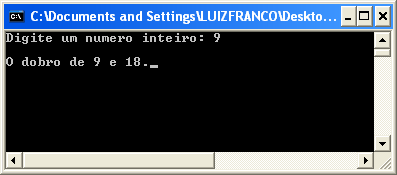 C:\Documents and Settings\LUIZFRANCO\Deskto...
Digite um numero inteiro: 9
O dobro de 9 e 18.